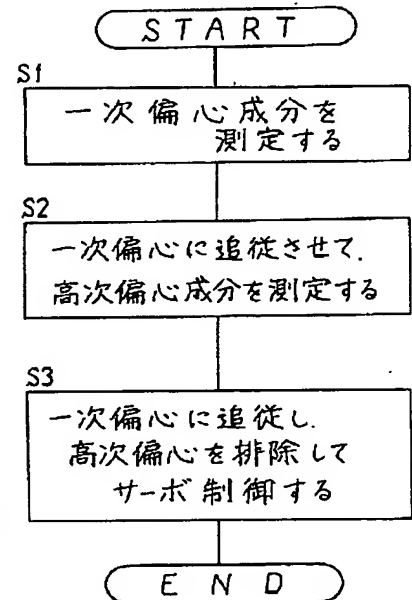 START
S1
一次偏心成分を
測定する
S2
一次偏心に追従させて、
高次偏心成分を測定する
S3
一次偏心に追従し、
高次偏心を排除して
サーボ制御する
END